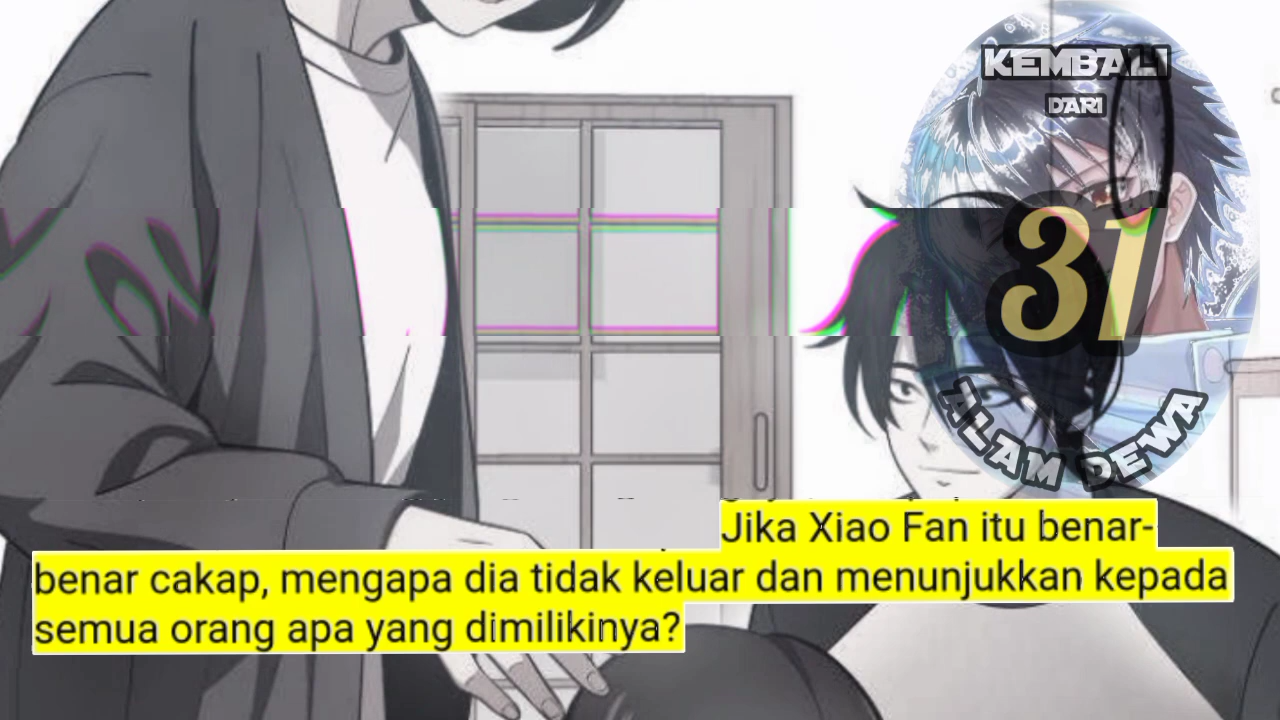 KEMBALI
DARI
31
ALAM DEWA
Jika Xiao Fan itu benar-
benar cakap, mengapa dia tidak keluar dan menunjukkan kepada
semua orang apa yang dimilikinya?